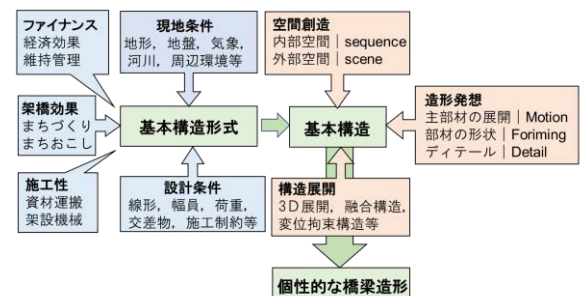 ファイナンス
経済効果
維持管理
現地条件
地形，地盤，気象，
河川，周辺環境等
空間創造
内部空間｜sequence
外部空間｜scene
造形発想
主部材の展開｜Motion
部材の形状｜Foriming
ディテール｜Detail
架橋効果
まちづくり
まちおこし
基本構造形式
基本構造
施工性
資材運搬
架設機械
設計条件
線形，幅員，荷重，
交差物，施工制約等
構造展開
3D展開，融合構造，
変位拘束構造等
個性的な橋梁造形